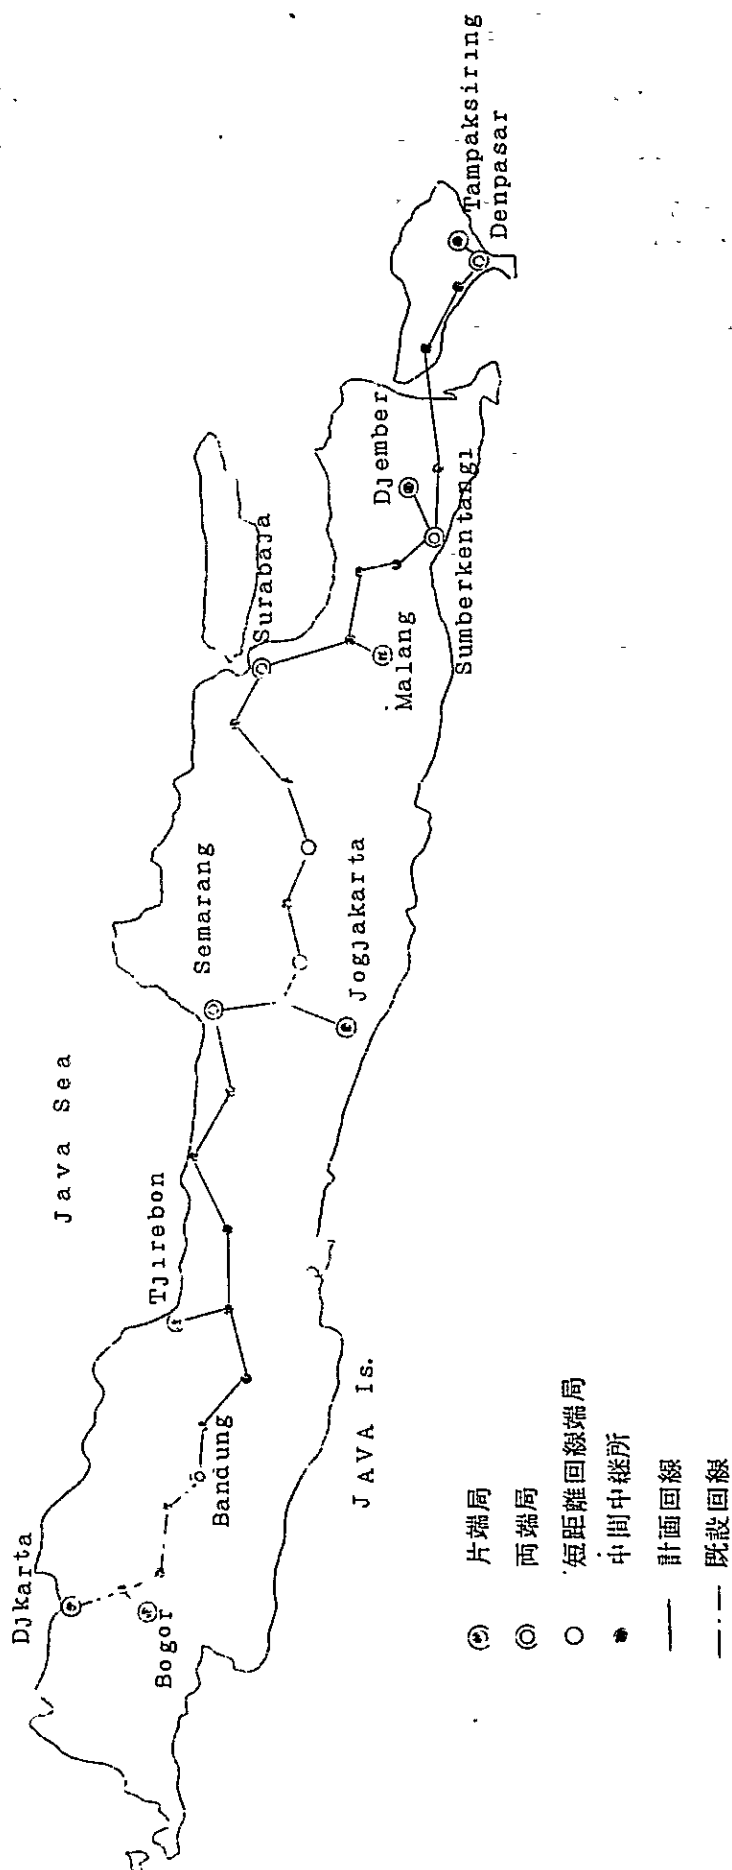 Java Sea
Djkarta
Bogor
Bandung
Tjirebon
Semarang
Jogjakarta
Surabaja
Malang
Djember
Sumberkentangi
Tampaksiring
Denpasar
JAVA Is.
片端局
両端局
短距離回線端局
中間中継所
計画回線
既設回線